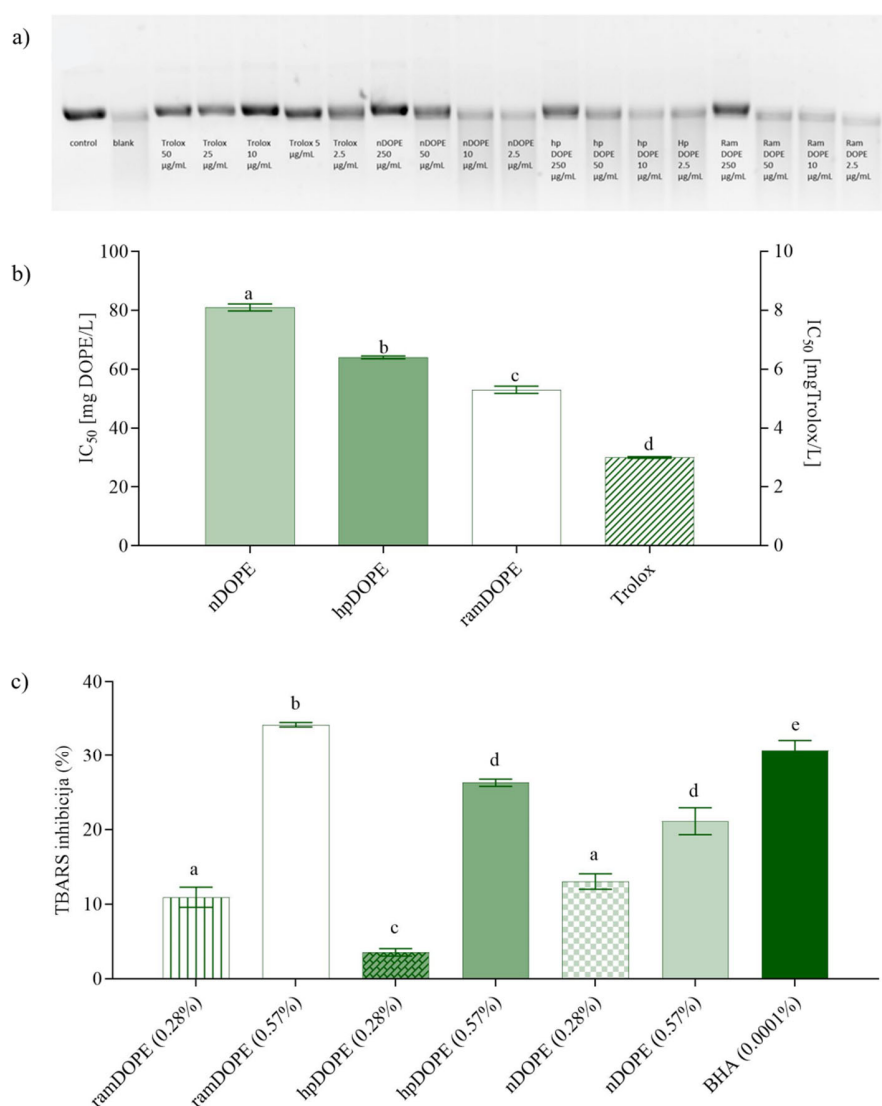 a)
control
blank
Trolox
50
µg/mL
Trolox
25
µg/mL
Trolox
10
µg/mL
Trolox 5
µg/mL
Trolox
2.5
µg/mL
nDOPE
250
µg/mL
nDOPE
50
µg/mL
nDOPE
10
µg/mL
nDOPE
2.5
µg/mL
hp
DOPE
250
µg/mL
hp
DOPE
50
µg/mL
hp
DOPE
10
µg/mL
Hp
DOPE
2.5
µg/mL
Ram
DOPE
250
µg/mL
Ram
DOPE
50
µg/mL
Ram
DOPE
10
µg/mL
Ram
DOPE
2.5
µg/mL
b)
IC50 [mg DOPE/L]
100
80
60
40
20
0
a
b
c
d
10
8
6
4
2
0
IC50 [mgTrolox/L]
nDOPE
hpDOPE
ramDOPE
Trolox
c)
TBARS inhibicija (%)
40
30
20
10
0
a
b
c
d
a
d
e
ramDOPE (0.28%)
ramDOPE (0.57%)
hpDOPE (0.28%)
hpDOPE (0.57%)
nDOPE (0.28%)
nDOPE (0.57%)
BHA (0.0001%)